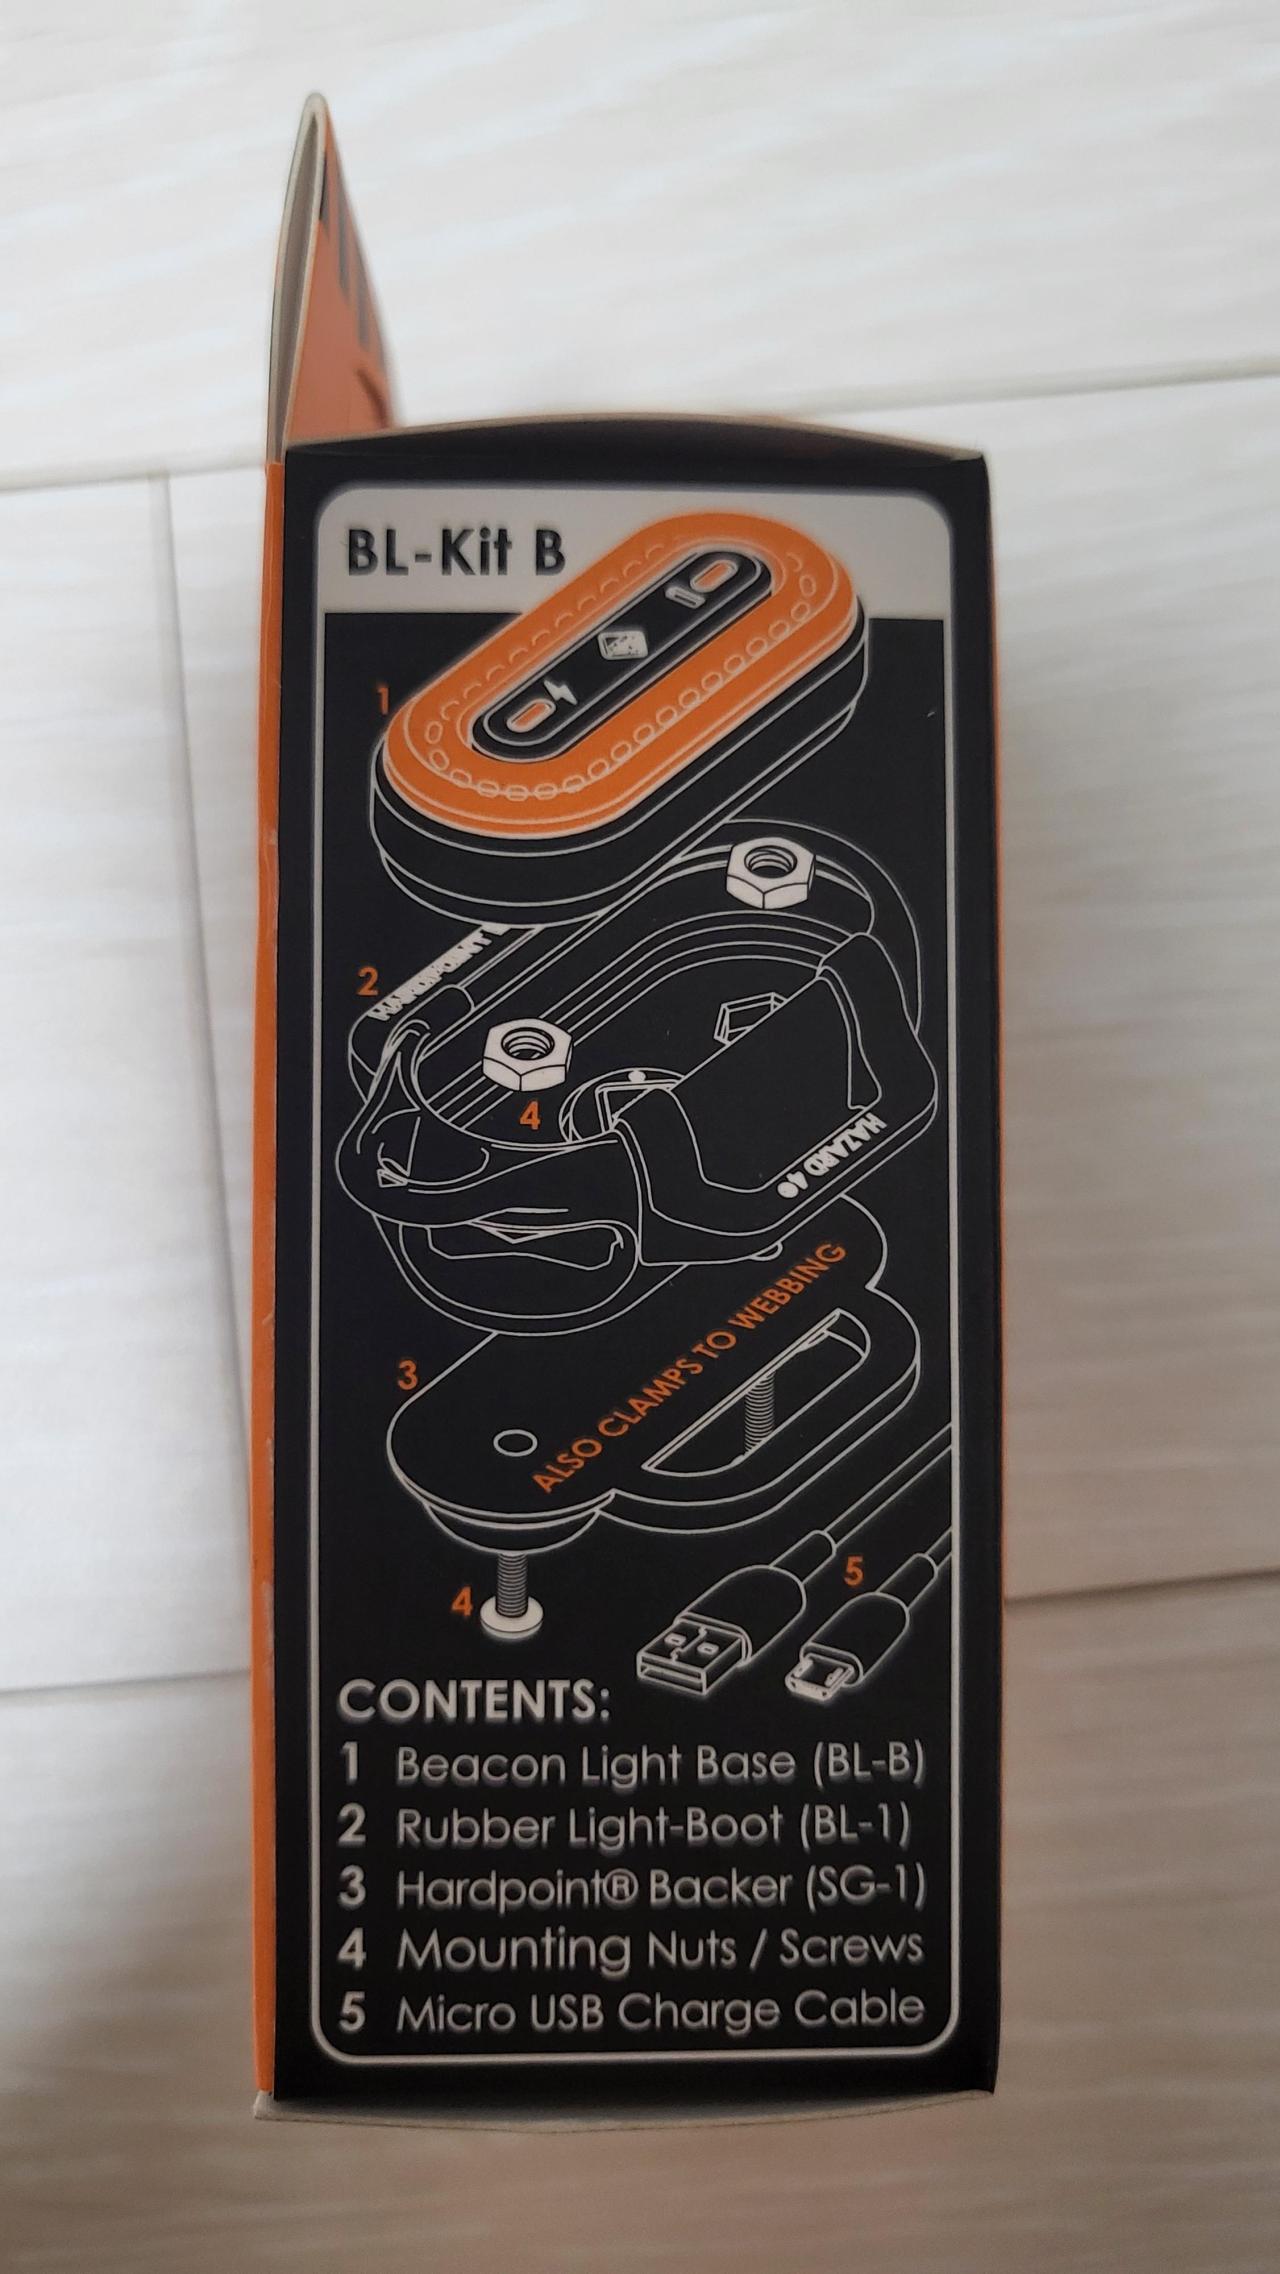 BL-Kit B
1
2
HARDPOINT
4
HAZARD 4®
3
ALSO CLAMPS TO WEBBING
4
5
CONTENTS:
1 Beacon Light Base (BL-B)
2 Rubber Light-Boot (BL-1)
3 Hardpoint® Backer (SG-1)
4 Mounting Nuts / Screws
5 Micro USB Charge Cable